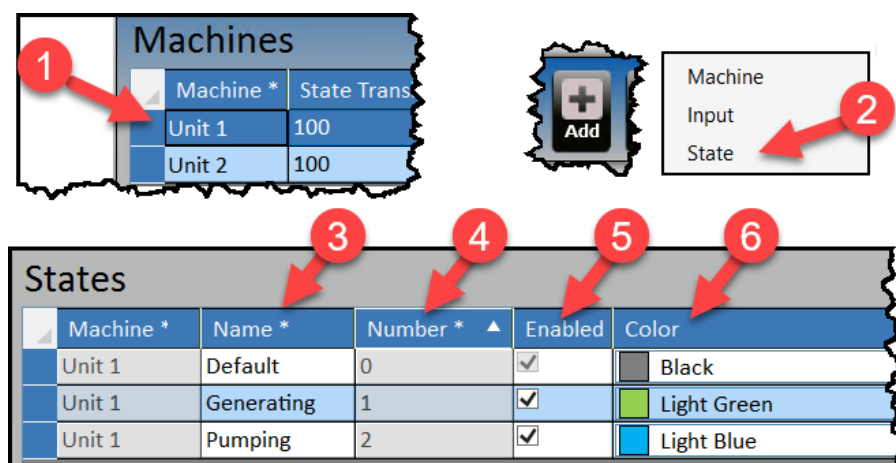 Machines
1
Machine * State Trans
Unit 1 100
Unit 2 100
Add
Machine
Input
State
2
3 4 5 6
States
Machine * Name * Number * Enabled Color
Unit 1 Default 0 Black
Unit 1 Generating 1 Light Green
Unit 1 Pumping 2 Light Blue